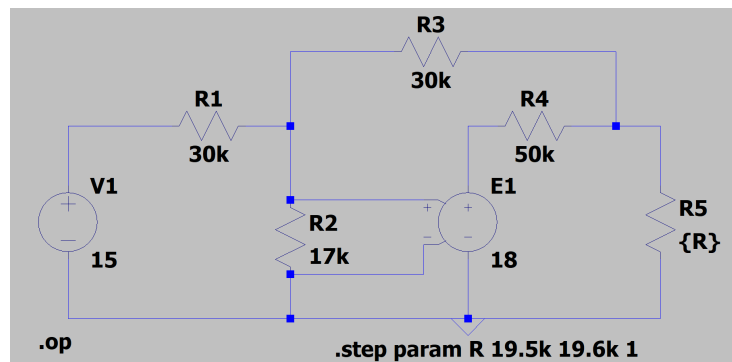 R3
30k
R1
30k
R4
50k
V1
15
R2
17k
E1
18
R5
{R}
.op
.step param R 19.5k 19.6k 1